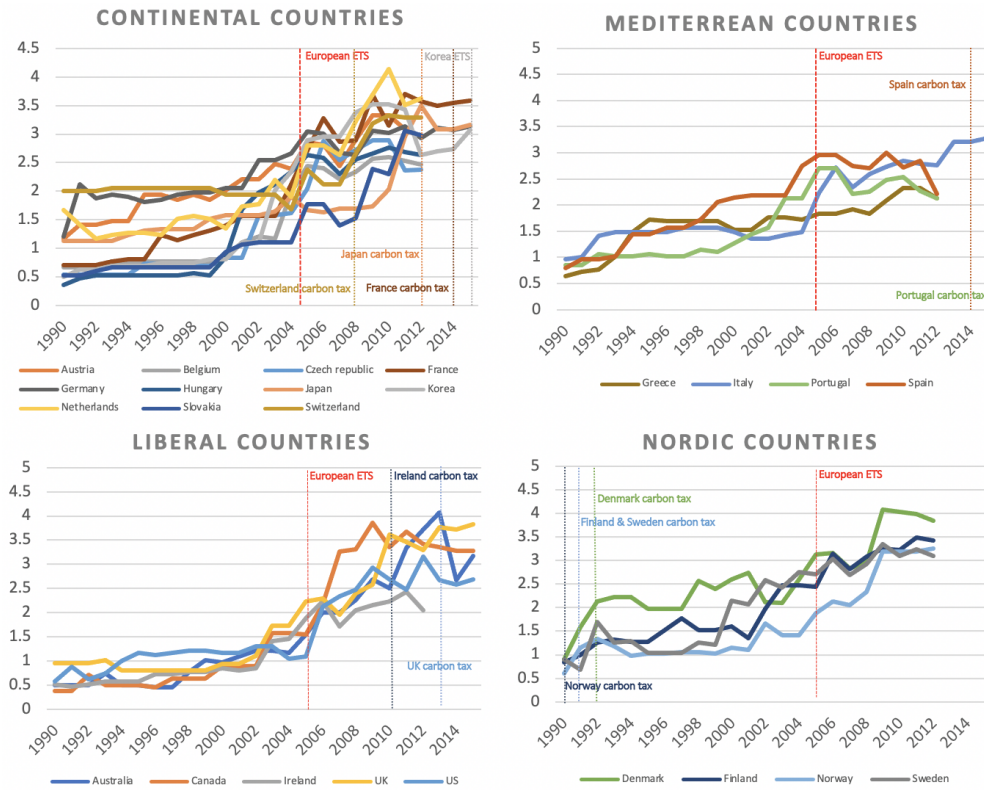 CONTINENTAL COUNTRIES
4.5
4
3.5
3
2.5
2
1.5
1
0.5
0
European ETS
Korea ETS
Japan carbon tax
Switzerland carbon tax
France carbon tax
1990
1992
1994
1996
1998
2000
2002
2004
2006
2008
2010
2012
2014
Austria
Belgium
Czech republic
France
Germany
Hungary
Japan
Korea
Netherlands
Slovakia
Switzerland
MEDITERREAN COUNTRIES
5
4.5
4
3.5
3
2.5
2
1.5
1
0.5
0
European ETS
Spain carbon tax
Portugal carbon tax
1990
1992
1994
1996
1998
2000
2002
2004
2006
2008
2010
2012
2014
Greece
Italy
Portugal
Spain
LIBERAL COUNTRIES
5
4.5
4
3.5
3
2.5
2
1.5
1
0.5
0
European ETS
Ireland carbon tax
UK carbon tax
1990
1992
1994
1996
1998
2000
2002
2004
2006
2008
2010
2012
2014
Australia
Canada
Ireland
UK
US
NORDIC COUNTRIES
5
4.5
4
3.5
3
2.5
2
1.5
1
0.5
0
European ETS
Denmark carbon tax
Finland & Sweden carbon tax
Norway carbon tax
1990
1992
1994
1996
1998
2000
2002
2004
2006
2008
2010
2012
2014
Denmark
Finland
Norway
Sweden